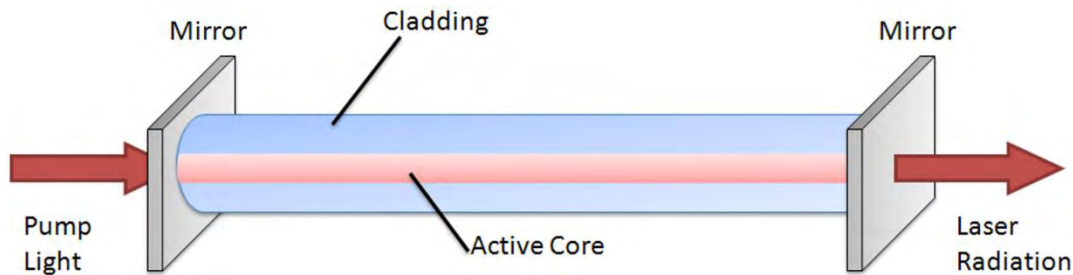 Mirror
Cladding
Mirror
Pump
Light
Active Core
Laser
Radiation